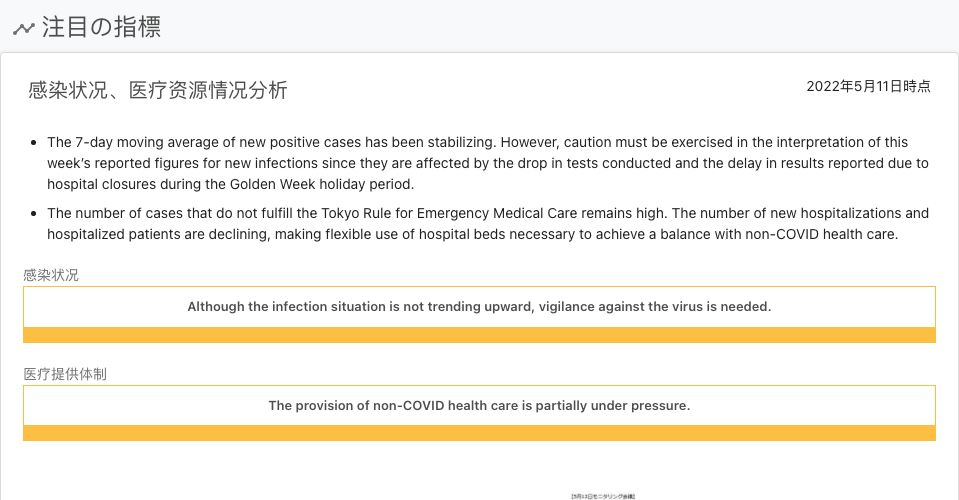 注目の指標
感染状况、医疗资源情况分析
2022年5月11日時点
The 7-day moving average of new positive cases has been stabilizing. However, caution must be exercised in the interpretation of this
week’s reported figures for new infections since they are affected by the drop in tests conducted and the delay in results reported due to
hospital closures during the Golden Week holiday period.
The number of cases that do not fulfill the Tokyo Rule for Emergency Medical Care remains high. The number of new hospitalizations and
hospitalized patients are declining, making flexible use of hospital beds necessary to achieve a balance with non-COVID health care.
感染状况
Although the infection situation is not trending upward, vigilance against the virus is needed.
医疗提供体制
The provision of non-COVID health care is partially under pressure.